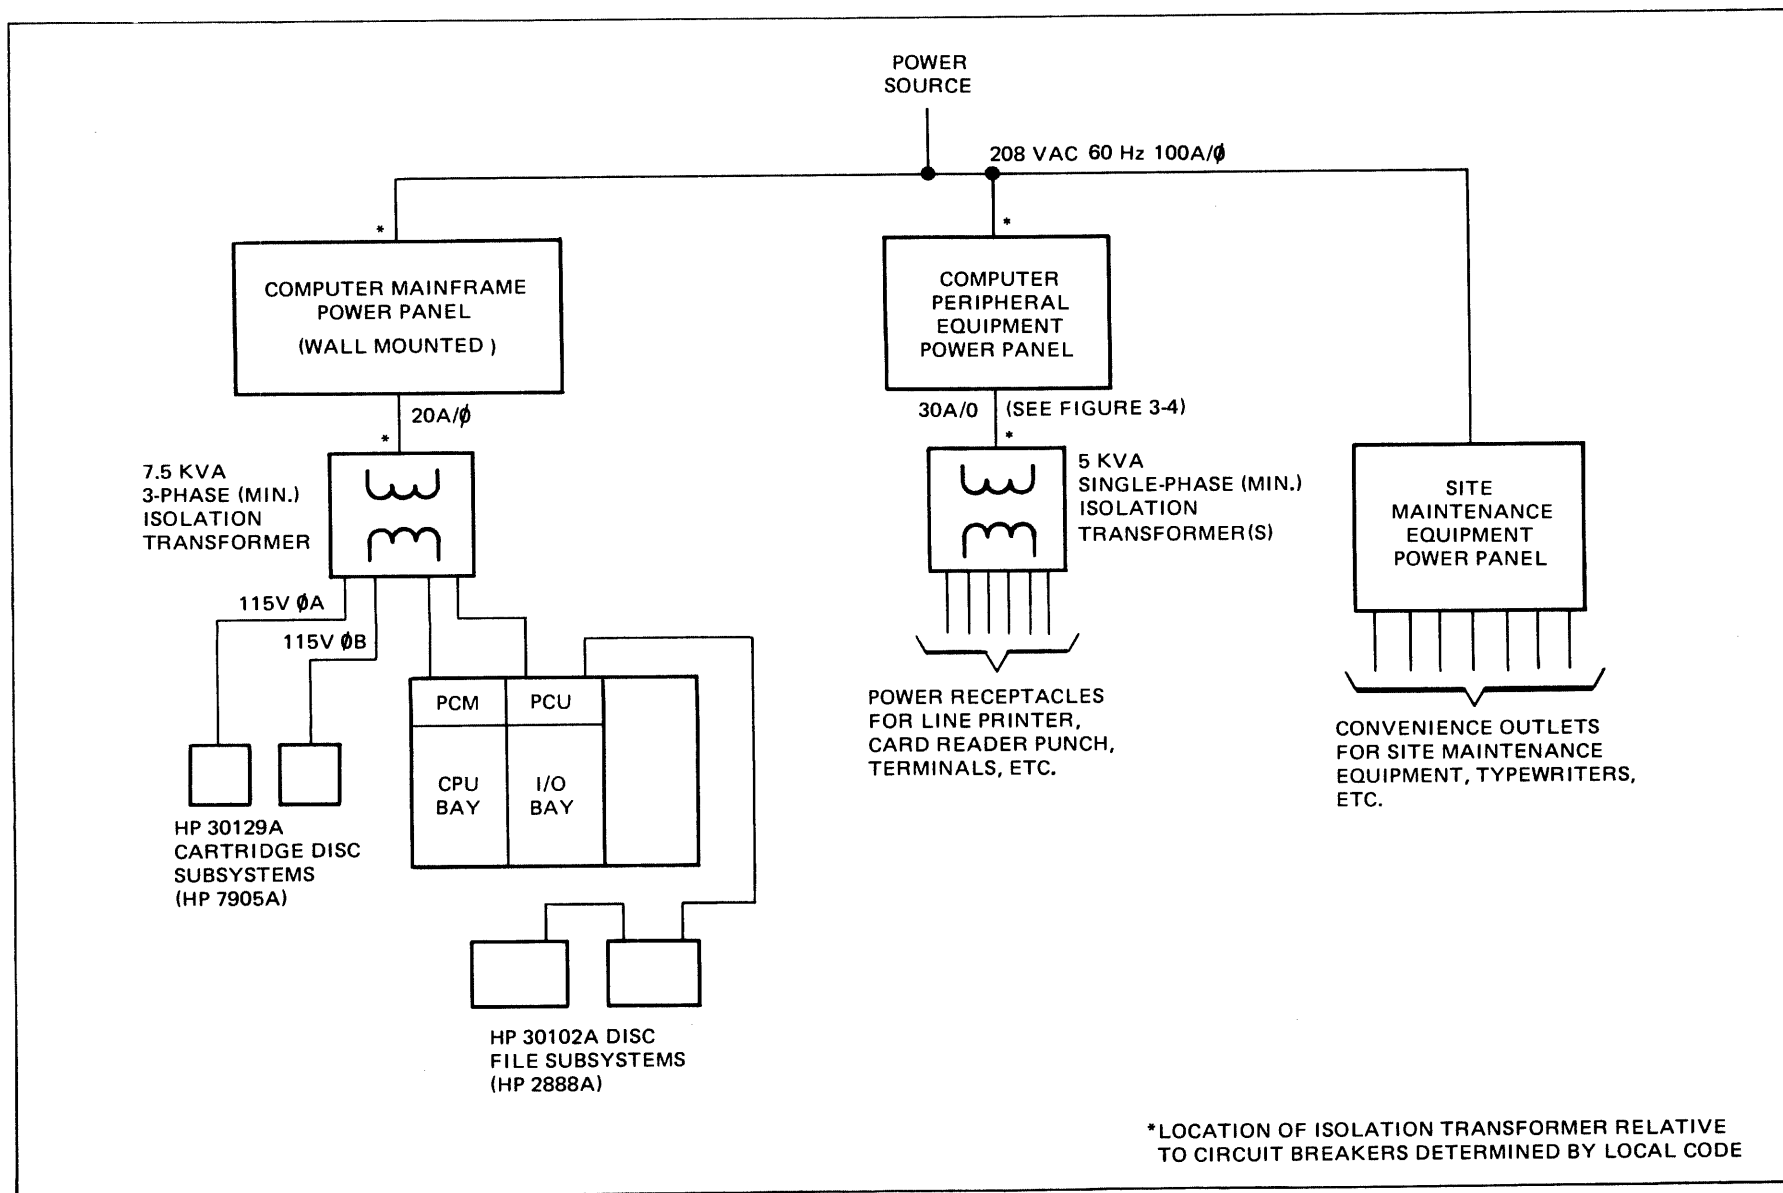 POWER
SOURCE
208 VAC 60 Hz 100A/Ø
*
*
COMPUTER MAINFRAME
POWER PANEL
(WALL MOUNTED )
COMPUTER
PERIPHERAL
EQUIPMENT
POWER PANEL
20A/Ø
*
30A/0 (SEE FIGURE 3-4)
*
7.5 KVA
3-PHASE (MIN.)
ISOLATION
TRANSFORMER
5 KVA
SINGLE-PHASE (MIN.)
ISOLATION
TRANSFORMER(S)
SITE
MAINTENANCE
EQUIPMENT
POWER PANEL
115V ØA
115V ØB
PCM
PCU
CPU
BAY
I/O
BAY
POWER RECEPTACLES
FOR LINE PRINTER,
CARD READER PUNCH,
TERMINALS, ETC.
CONVENIENCE OUTLETS
FOR SITE MAINTENANCE
EQUIPMENT, TYPEWRITERS,
ETC.
HP 30129A
CARTRIDGE DISC
SUBSYSTEMS
(HP 7905A)
HP 30102A DISC
FILE SUBSYSTEMS
(HP 2888A)
*LOCATION OF ISOLATION TRANSFORMER RELATIVE
TO CIRCUIT BREAKERS DETERMINED BY LOCAL CODE